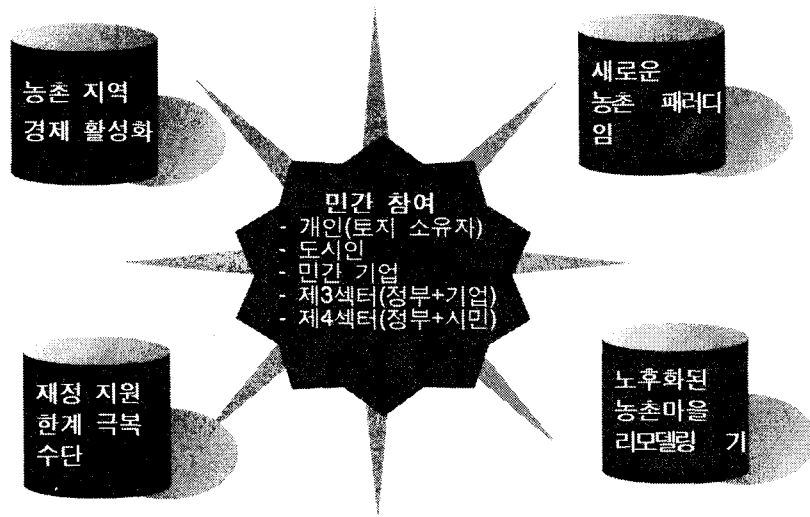 농촌 지역
경제 활성화
새로운
농촌 패러디
임
민간 참여
- 개인(토지 소유자)
- 도시인
- 민간 기업
- 제3섹터(정부+기업)
- 제4섹터(정부+시민)
재정 지원
한계 극복
수단
노후화된
농촌마을
리모델링 기